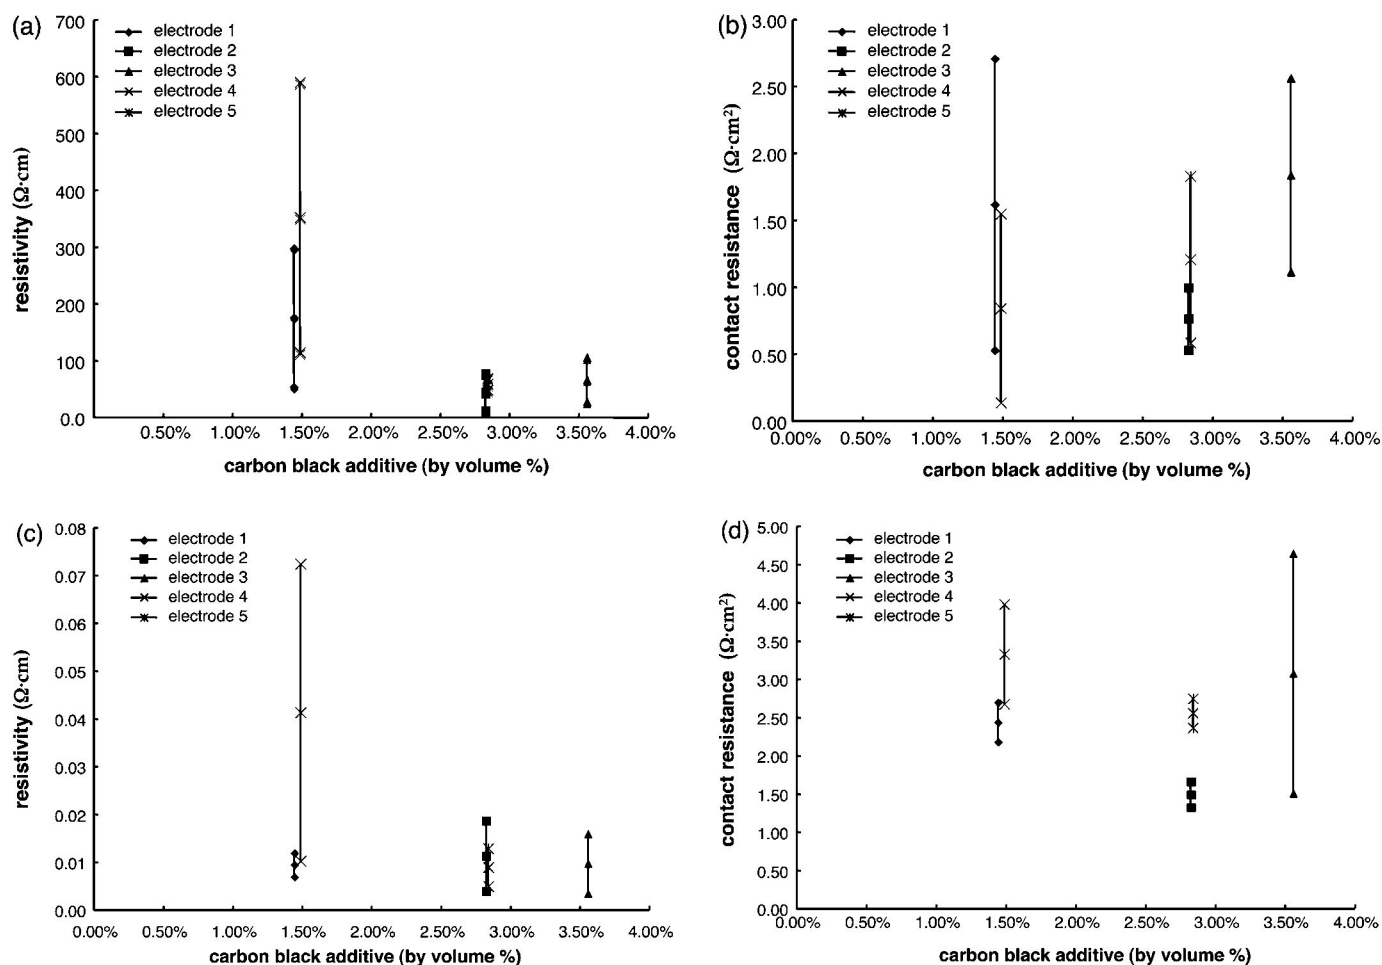 (a)
700
600
500
400
300
200
100
0.0
resistivity (Ω·cm)
electrode 1
electrode 2
electrode 3
electrode 4
electrode 5
0.50% 1.00% 1.50% 2.00% 2.50% 3.00% 3.50% 4.00%
carbon black additive (by volume %)
(b)
3.00
2.50
2.00
1.50
1.00
0.50
0.00
contact resistance (Ω·cm²)
electrode 1
electrode 2
electrode 3
electrode 4
electrode 5
0.00% 0.50% 1.00% 1.50% 2.00% 2.50% 3.00% 3.50% 4.00%
carbon black additive (by volume %)
(c)
0.08
0.07
0.06
0.05
0.04
0.03
0.02
0.01
0.00
resistivity (Ω·cm)
electrode 1
electrode 2
electrode 3
electrode 4
electrode 5
0.00% 0.50% 1.00% 1.50% 2.00% 2.50% 3.00% 3.50% 4.00%
carbon black additive (by volume %)
(d)
5.00
4.50
4.00
3.50
3.00
2.50
2.00
1.50
1.00
0.50
0.00
contact resistance (Ω·cm²)
electrode 1
electrode 2
electrode 3
electrode 4
electrode 5
0.00% 0.50% 1.00% 1.50% 2.00% 2.50% 3.00% 3.50% 4.00%
carbon black additive (by volume %)